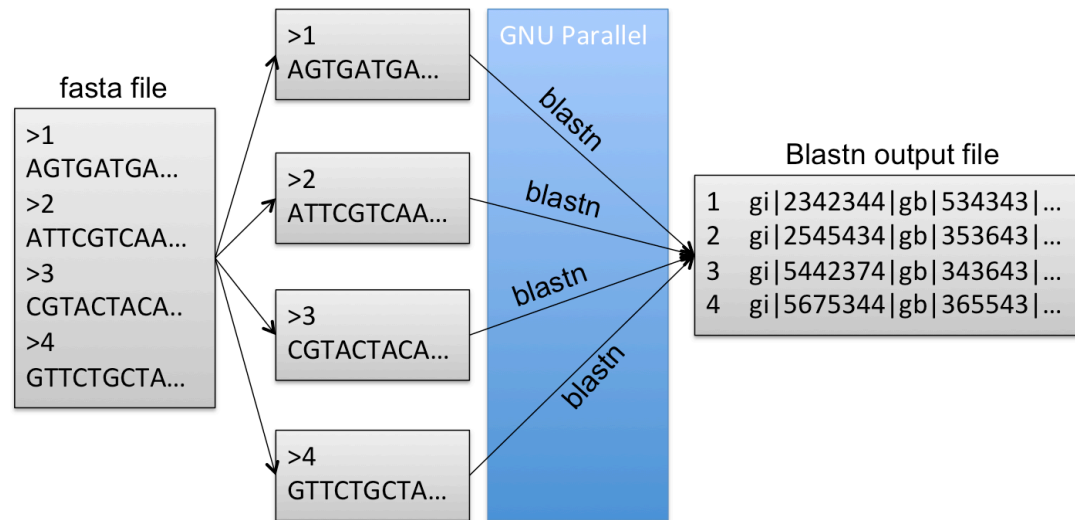 fasta file
>1
AGTGATGA...
>2
ATTCGTCAA...
>3
CGTACTACA..
>4
GTTCTGCTA...
>1
AGTGATGA...
>2
ATTCGTCAA...
>3
CGTACTACA...
>4
GTTCTGCTA...
GNU Parallel
blastn
blastn
blastn
blastn
Blastn output file
1 gi|2342344|gb|534343|...
2 gi|2545434|gb|353643|...
3 gi|5442374|gb|343643|...
4 gi|5675344|gb|365543|...